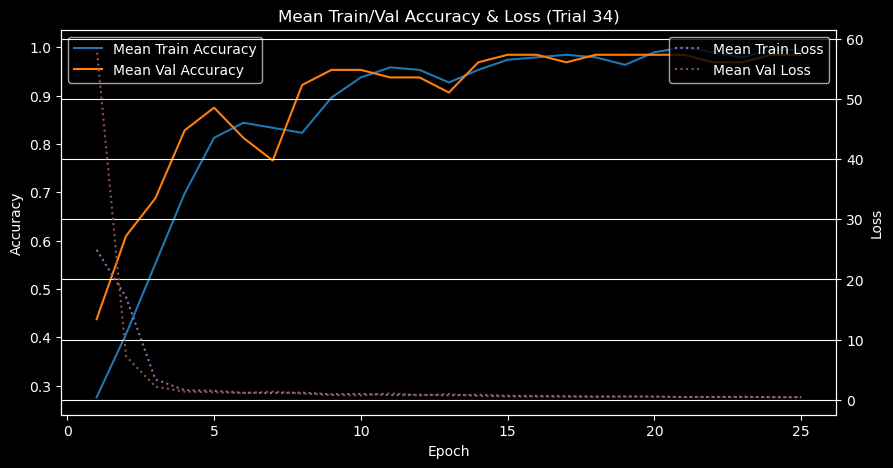 Mean Train/Val Accuracy & Loss (Trial 34)
Mean Train Accuracy
Mean Val Accuracy
Mean Train Loss
Mean Val Loss
1.0
0.9
0.8
0.7
0.6
0.5
0.4
0.3
Accuracy
60
50
40
30
20
10
0
Loss
0
5
10
15
20
25
Epoch